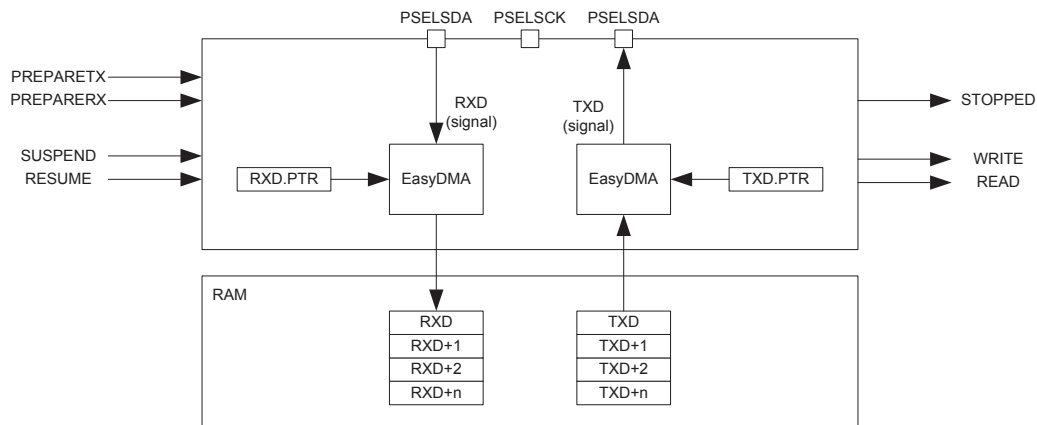 PSELSDA PSELSCK PSELSDA
PREPARETX
PREPARERX
SUSPEND
RESUME
RXD
(signal)
TXD
(signal)
STOPPED
WRITE
READ
RXD.PTR
EasyDMA
EasyDMA
TXD.PTR
RAM
RXD
RXD+1
RXD+2
RXD+n
TXD
TXD+1
TXD+2
TXD+n